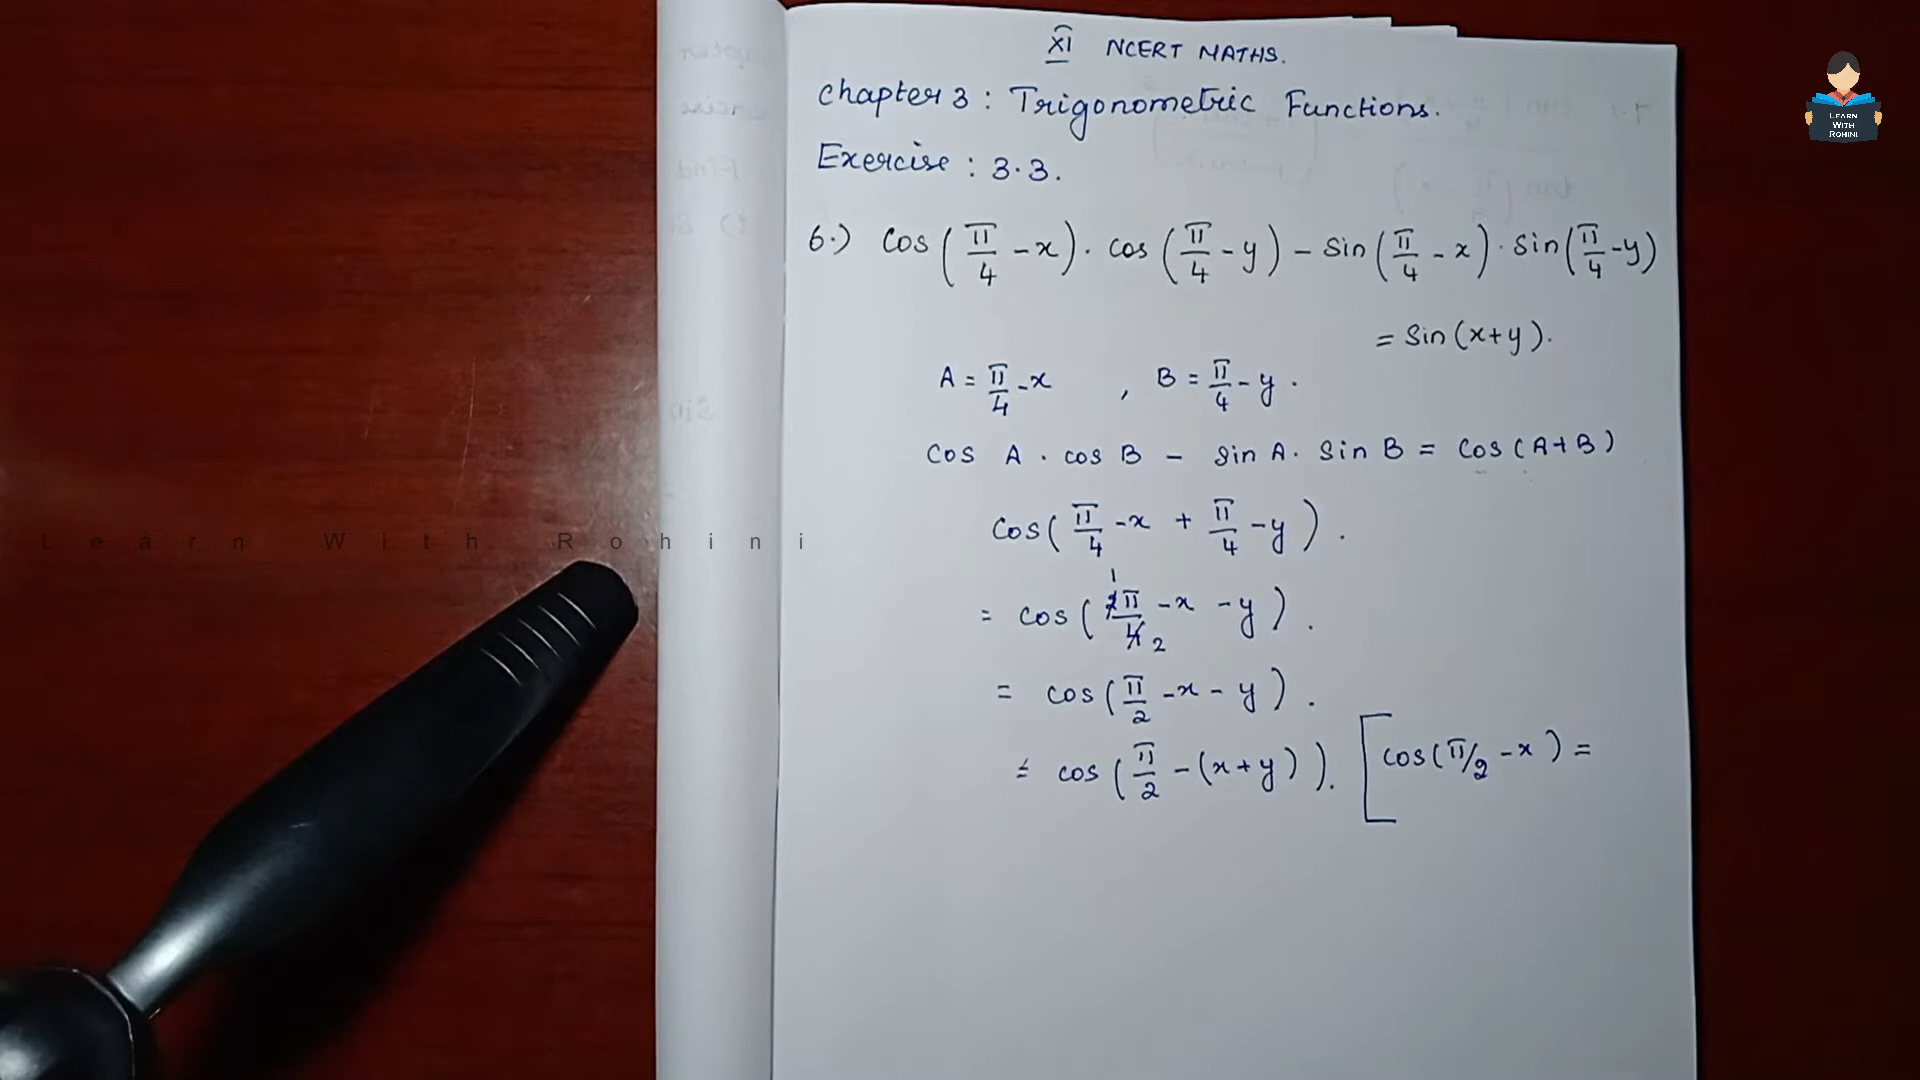 XI NCERT MATHS.
Chapter 3 : Trigonometric Functions.
Exercise : 3.3.
6.) cos(π/4 - x) . cos(π/4 - y) - sin(π/4 - x) . sin(π/4 - y)
= sin(x+y).
A = π/4 - x , B = π/4 - y .
cos A . cos B - sin A . sin B = cos(A+B)
cos(π/4 - x + π/4 - y) .
1
= cos(2π/4 2 - x - y) .
= cos(π/2 - x - y) .
= cos(π/2 - (x+y)). [cos(π/2 - x) =
LEARN
WITH
ROHINI
Learn With Rohini